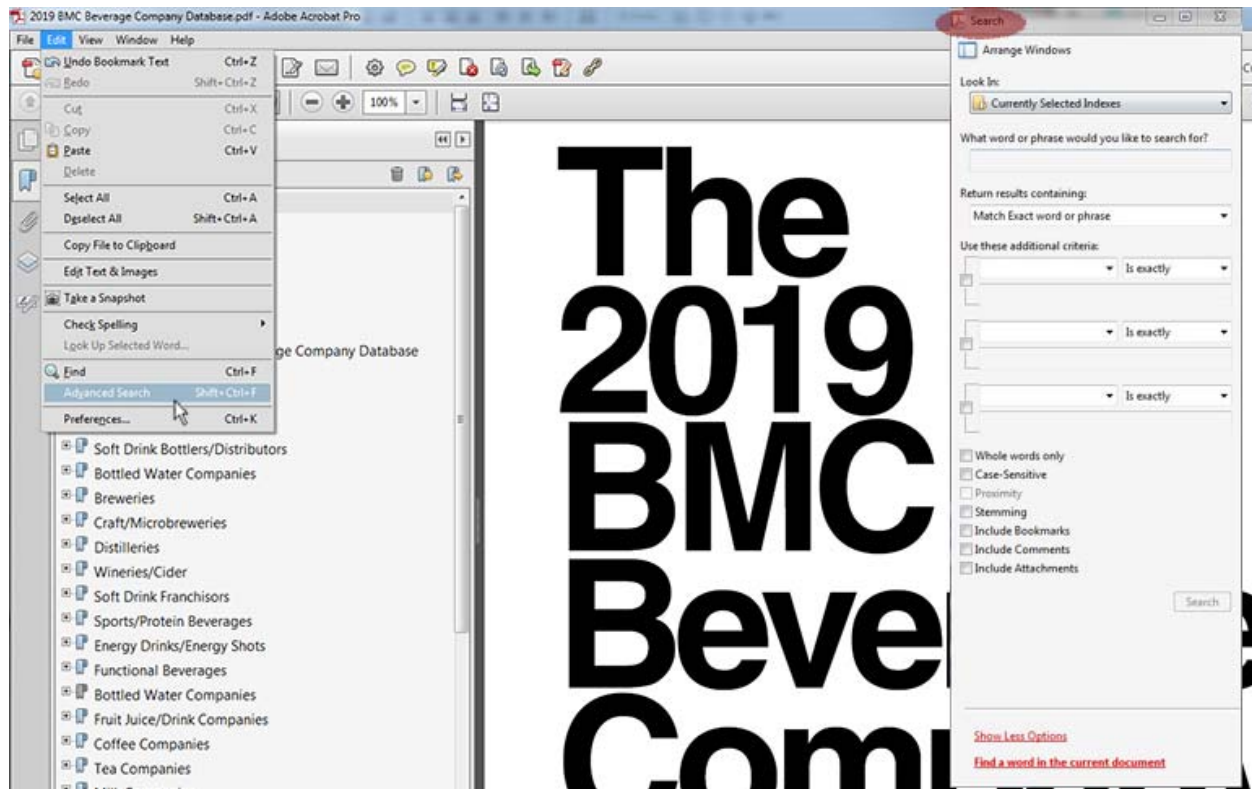 2019 BMC Beverage Company Database.pdf - Adobe Acrobat Pro
File Edit View Window Help
Undo Bookmark Text Ctrl+Z
Redo Shift+Ctrl+Z
Cut Ctrl+X
Copy Ctrl+C
Paste Ctrl+V
Delete
Select All Ctrl+A
Deselect All Shift+Ctrl+A
Copy File to Clipboard
Edit Text & Images
Take a Snapshot
Check Spelling
Look Up Selected Word...
Find Ctrl+F
Advanced Search Shift+Ctrl+F
Preferences... Ctrl+K
100%
ge Company Database
Soft Drink Bottlers/Distributors
Bottled Water Companies
Breweries
Craft/Microbreweries
Distilleries
Wineries/Cider
Soft Drink Franchisors
Sports/Protein Beverages
Energy Drinks/Energy Shots
Functional Beverages
Bottled Water Companies
Fruit Juice/Drink Companies
Coffee Companies
Tea Companies
The
2019
BMC
Beve
Com
Search
Arrange Windows
Look In:
Currently Selected Indexes
What word or phrase would you like to search for?
Return results containing:
Match Exact word or phrase
Use these additional criteria:
Is exactly
Is exactly
Is exactly
Whole words only
Case-Sensitive
Proximity
Stemming
Include Bookmarks
Include Comments
Include Attachments
Search
Show Less Options
Find a word in the current document